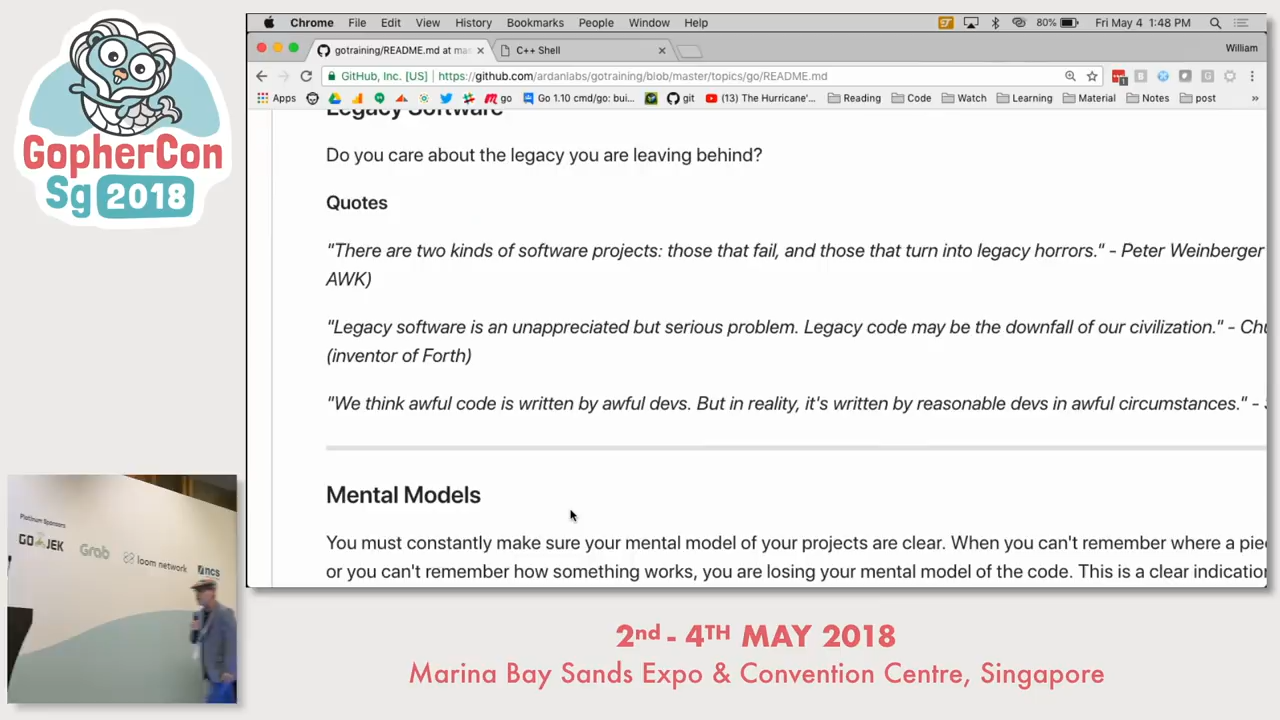 GopherCon
Sg 2018
Chrome File Edit View History Bookmarks People Window Help 80% Fri May 4 1:48 PM
gotraining/README.md at mas
C++ Shell
William
GitHub, Inc. [US] https://github.com/ardanlabs/gotraining/blob/master/topics/go/README.md
Apps go Go 1.10 cmd/go: bui... git (13) The Hurricane'... Reading Code Watch Learning Material Notes post »
Legacy Software
Do you care about the legacy you are leaving behind?
Quotes
"There are two kinds of software projects: those that fail, and those that turn into legacy horrors." - Peter Weinberger
AWK)
"Legacy software is an unappreciated but serious problem. Legacy code may be the downfall of our civilization." - Chu
(inventor of Forth)
"We think awful code is written by awful devs. But in reality, it's written by reasonable devs in awful circumstances." -
Mental Models
You must constantly make sure your mental model of your projects are clear. When you can't remember where a pie
or you can't remember how something works, you are losing your mental model of the code. This is a clear indication
Platinum Sponsors
GO JEK
Grab
loom network
ncs
2nd - 4TH MAY 2018
Marina Bay Sands Expo & Convention Centre, Singapore